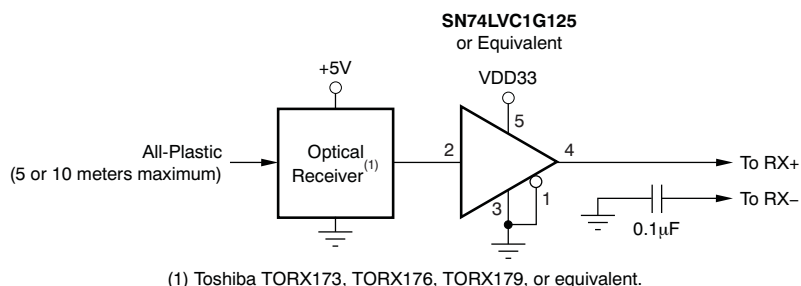 SN74LVC1G125
or Equivalent
+5V
VDD33
5
All-Plastic
(5 or 10 meters maximum)
Optical
Receiver(1)
2
4
To RX+
3
1
To RX–
0.1μF
(1) Toshiba TORX173, TORX176, TORX179, or equivalent.